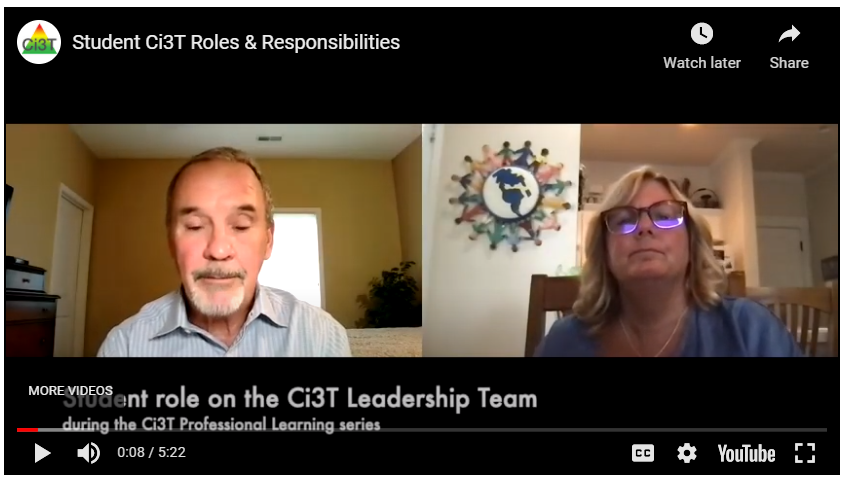 Ci3T
Student Ci3T Roles & Responsibilities
Watch later
Share
MORE VIDEOS
Student role on the Ci3T Leadership Team
during the Ci3T Professional Learning series
0:08 / 5:22
CC
YouTube